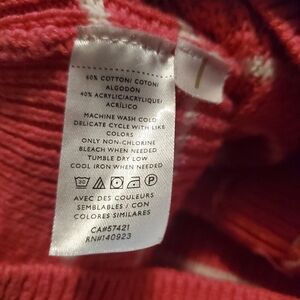 60% COTTON/ COTON/
ALGODON
40% ACRYLIC/ACRYLIQUE/
ACRÍLICO
MACHINE WASH COLD
DELICATE CYCLE WITH LIKE
COLORS
ONLY NON-CHLORINE
BLEACH WHEN NEEDED
TUMBLE DRY LOW
COOL IRON WHEN NEEDED
AVEC DES COULEURS
SEMBLABLES / CON
COLORES SIMILARES
CA#57421
RN#140923